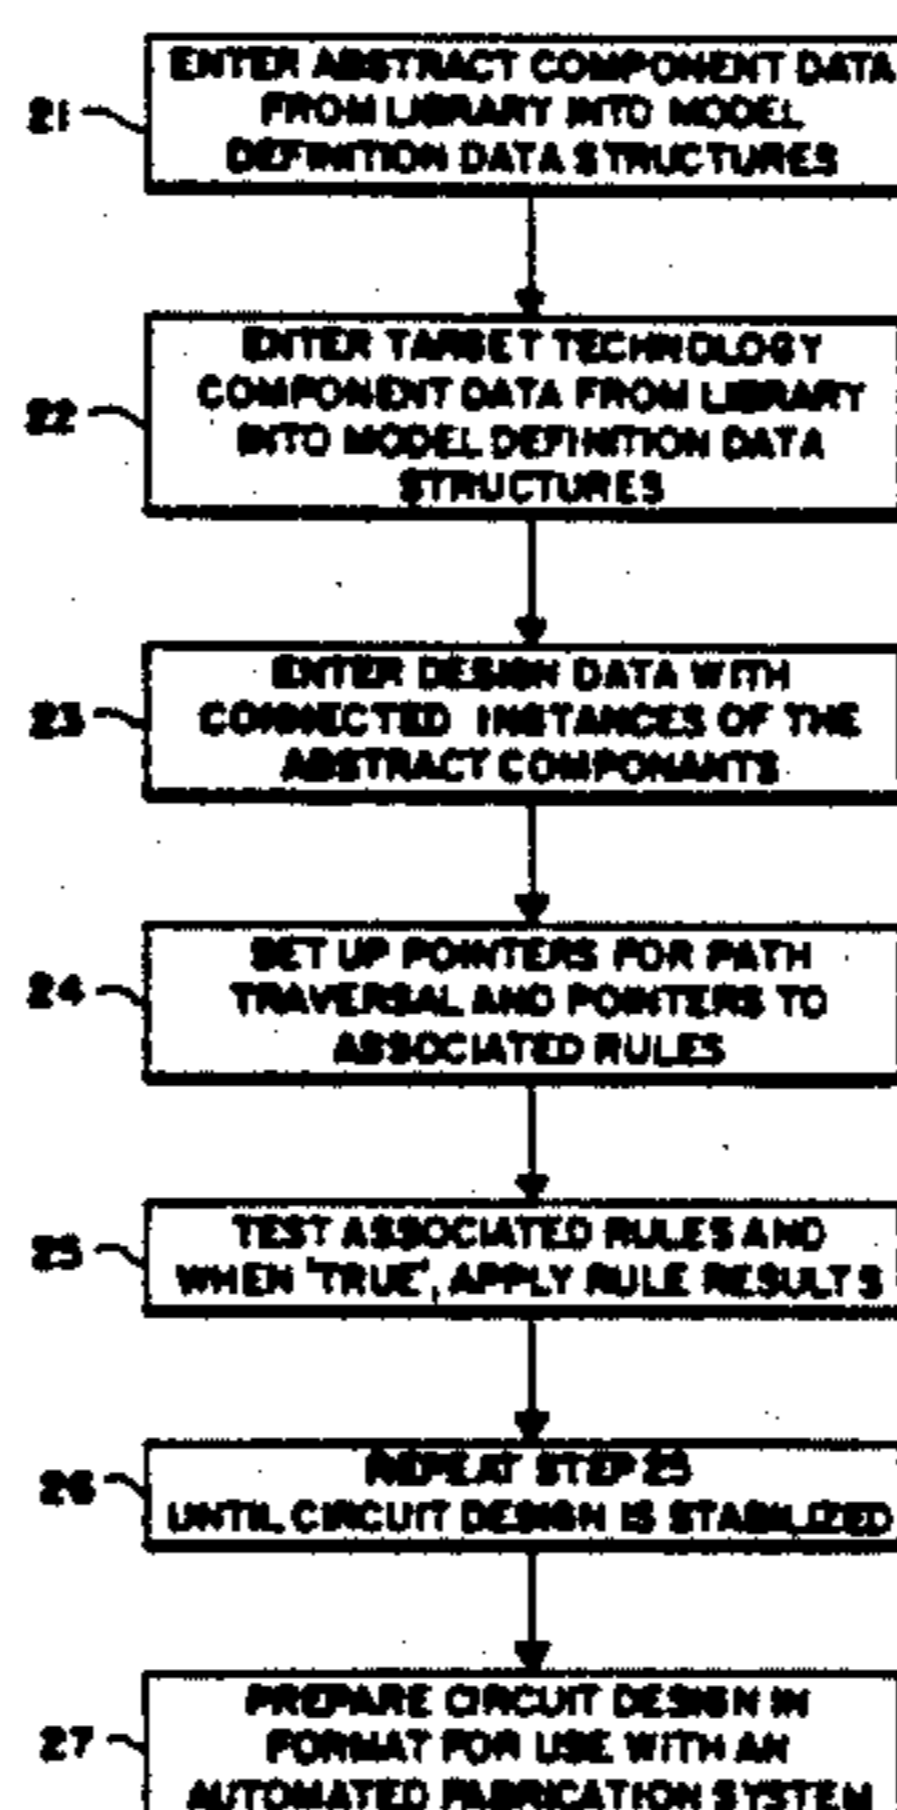 21
ENTER ABSTRACT COMPONENT DATA
FROM LIBRARY INTO MODEL
DEFINITION DATA STRUCTURES
22
ENTER TARGET TECHNOLOGY
COMPONENT DATA FROM LIBRARY
INTO MODEL DEFINITION DATA
STRUCTURES
23
ENTER DESIGN DATA WITH
CONNECTED INSTANCES OF THE
ABSTRACT COMPONANTS
24
SET UP POINTERS FOR PATH
TRAVERSAL AND POINTERS TO
ASSOCIATED RULES
25
TEST ASSOCIATED RULES AND
WHEN 'TRUE', APPLY RULE RESULTS
26
REPEAT STEP 25
UNTIL CIRCUIT DESIGN IS STABILIZED
27
PREPARE CIRCUIT DESIGN IN
FORMAT FOR USE WITH AN
AUTOMATED FABRICATION SYSTEM